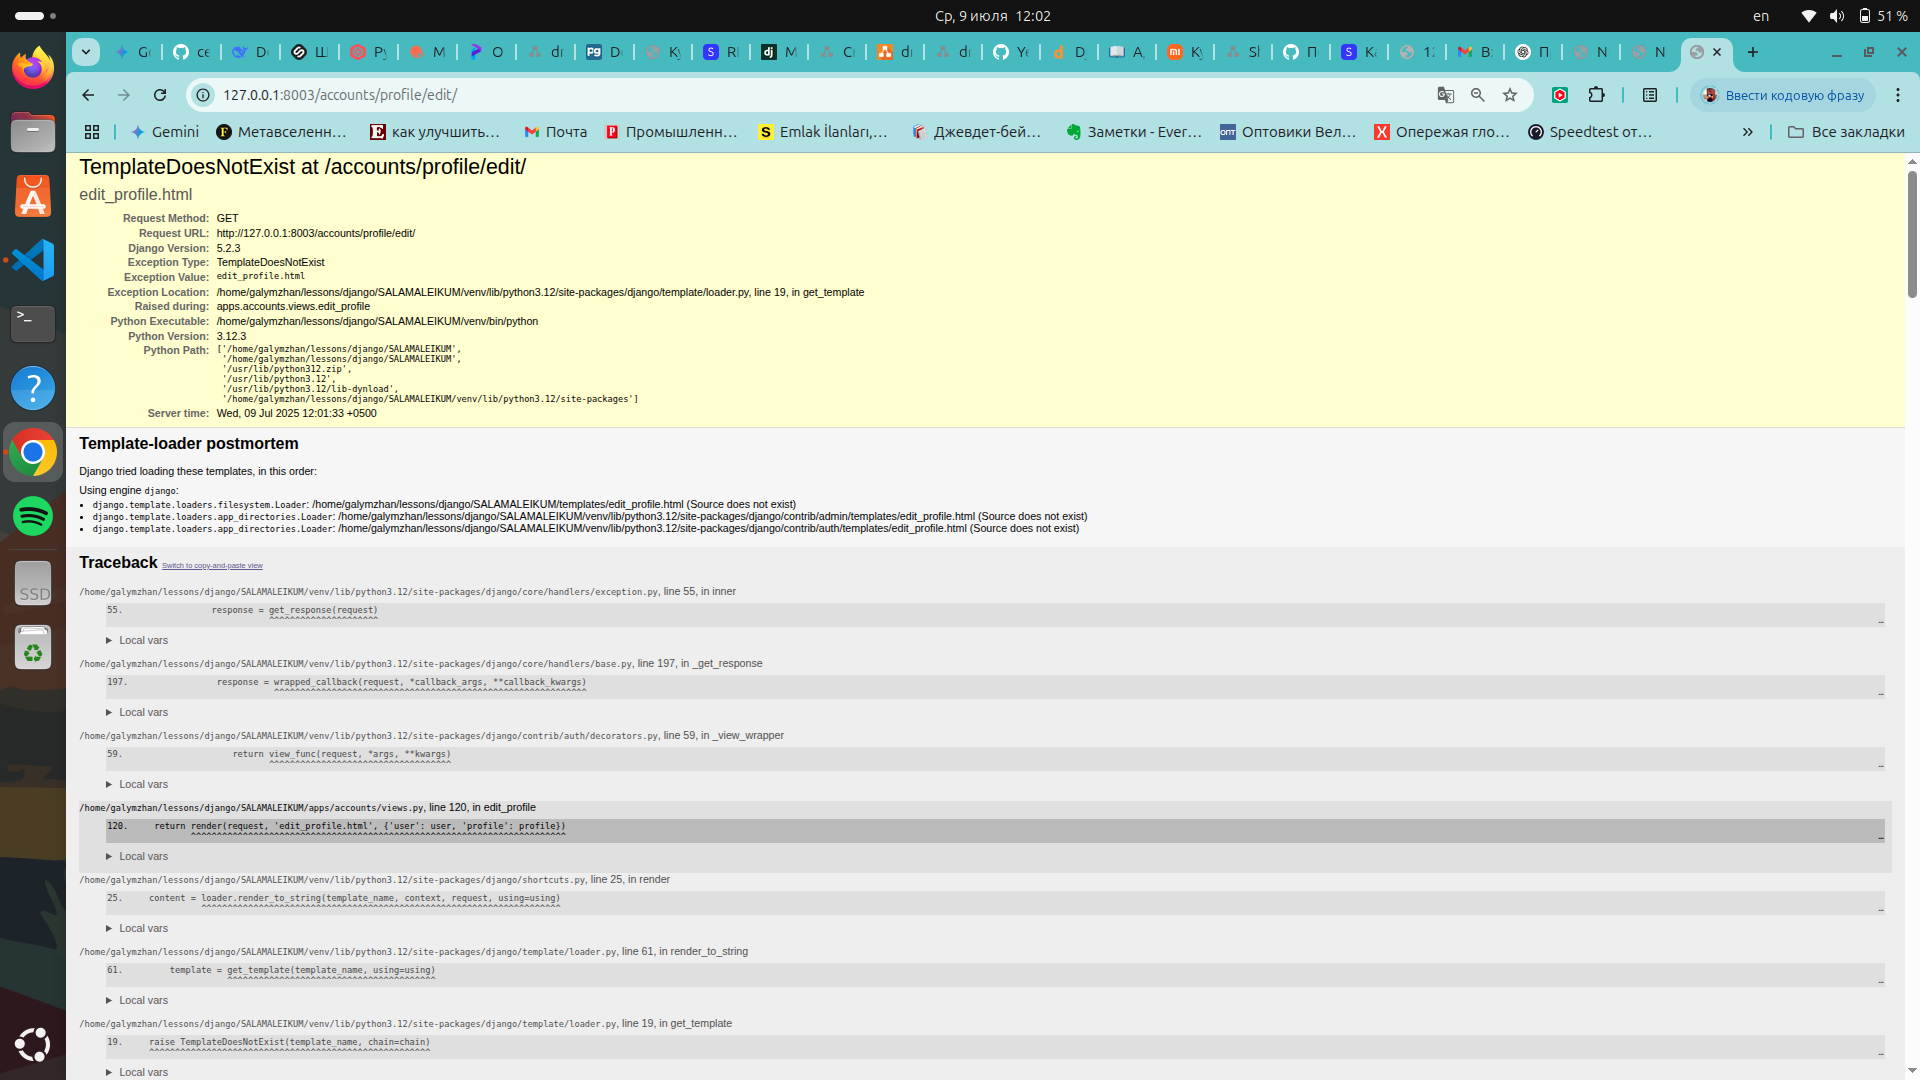 Ср, 9 июля 12:02
en
51 %
G
се
D
Ш
Py
M
O
dr
D
Ky
RI
M
C
dr
dr
Ye
D
A
Ky
Sl
П
Ka
12
B
П
N
N
127.0.0.1:8003/accounts/profile/edit/
Ввести кодовую фразу
Gemini
Метавселенн...
как улучшить...
Почта
Промышленн...
Emlak İlanları,...
Джевдет-бей...
Заметки - Ever...
Оптовики Вел...
Опережая гло...
Speedtest от...
Все закладки
TemplateDoesNotExist at /accounts/profile/edit/
edit_profile.html
Request Method: GET
Request URL: http://127.0.0.1:8003/accounts/profile/edit/
Django Version: 5.2.3
Exception Type: TemplateDoesNotExist
Exception Value: edit_profile.html
Exception Location: /home/galymzhan/lessons/django/SALAMALEIKUM/venv/lib/python3.12/site-packages/django/template/loader.py, line 19, in get_template
Raised during: apps.accounts.views.edit_profile
Python Executable: /home/galymzhan/lessons/django/SALAMALEIKUM/venv/bin/python
Python Version: 3.12.3
Python Path: ['/home/galymzhan/lessons/django/SALAMALEIKUM',
'/home/galymzhan/lessons/django/SALAMALEIKUM',
'/usr/lib/python312.zip',
'/usr/lib/python3.12',
'/usr/lib/python3.12/lib-dynload',
'/home/galymzhan/lessons/django/SALAMALEIKUM/venv/lib/python3.12/site-packages']
Server time: Wed, 09 Jul 2025 12:01:33 +0500
Template-loader postmortem
Django tried loading these templates, in this order:
Using engine django:
django.template.loaders.filesystem.Loader: /home/galymzhan/lessons/django/SALAMALEIKUM/templates/edit_profile.html (Source does not exist)
django.template.loaders.app_directories.Loader: /home/galymzhan/lessons/django/SALAMALEIKUM/venv/lib/python3.12/site-packages/django/contrib/admin/templates/edit_profile.html (Source does not exist)
django.template.loaders.app_directories.Loader: /home/galymzhan/lessons/django/SALAMALEIKUM/venv/lib/python3.12/site-packages/django/contrib/auth/templates/edit_profile.html (Source does not exist)
Traceback Switch to copy-and-paste view
/home/galymzhan/lessons/django/SALAMALEIKUM/venv/lib/python3.12/site-packages/django/core/handlers/exception.py, line 55, in inner
55. response = get_response(request)
^^^^^^^^^^^^^^^^^^^^^
Local vars
/home/galymzhan/lessons/django/SALAMALEIKUM/venv/lib/python3.12/site-packages/django/core/handlers/base.py, line 197, in _get_response
197. response = wrapped_callback(request, *callback_args, **callback_kwargs)
^^^^^^^^^^^^^^^^^^^^^^^^^^^^^^^^^^^^^^^^^^^^^^^^^^^^^^^^^^^^
Local vars
/home/galymzhan/lessons/django/SALAMALEIKUM/venv/lib/python3.12/site-packages/django/contrib/auth/decorators.py, line 59, in _view_wrapper
59. return view_func(request, *args, **kwargs)
^^^^^^^^^^^^^^^^^^^^^^^^^^^^^^^^^^^
Local vars
/home/galymzhan/lessons/django/SALAMALEIKUM/apps/accounts/views.py, line 120, in edit_profile
120. return render(request, 'edit_profile.html', {'user': user, 'profile': profile})
^^^^^^^^^^^^^^^^^^^^^^^^^^^^^^^^^^^^^^^^^^^^^^^^^^^^^^^^^^^^^^^^^^^^^^^^
Local vars
/home/galymzhan/lessons/django/SALAMALEIKUM/venv/lib/python3.12/site-packages/django/shortcuts.py, line 25, in render
25. content = loader.render_to_string(template_name, context, request, using=using)
^^^^^^^^^^^^^^^^^^^^^^^^^^^^^^^^^^^^^^^^^^^^^^^^^^^^^^^^^^^^^^^^^^^^^
Local vars
/home/galymzhan/lessons/django/SALAMALEIKUM/venv/lib/python3.12/site-packages/django/template/loader.py, line 61, in render_to_string
61. template = get_template(template_name, using=using)
^^^^^^^^^^^^^^^^^^^^^^^^^^^^^^^^^^^^^^^^
Local vars
/home/galymzhan/lessons/django/SALAMALEIKUM/venv/lib/python3.12/site-packages/django/template/loader.py, line 19, in get_template
19. raise TemplateDoesNotExist(template_name, chain=chain)
^^^^^^^^^^^^^^^^^^^^^^^^^^^^^^^^^^^^^^^^^^^^^^^^^^^^^^
Local vars
SSD